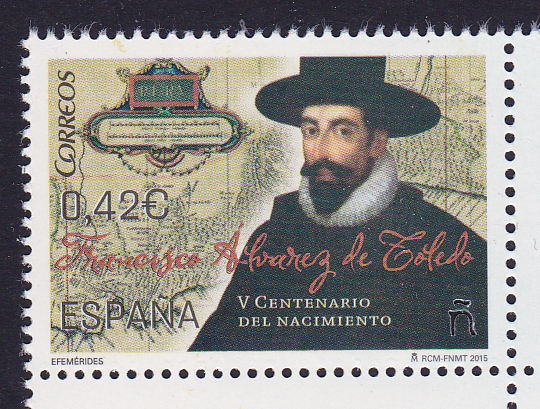 CORREOS
0,42€
Francisco Álvarez de Toledo
V CENTENARIO
DEL NACIMIENTO
ESPAÑA
Ñ
EFEMÉRIDES
RCM-FNMT 2015